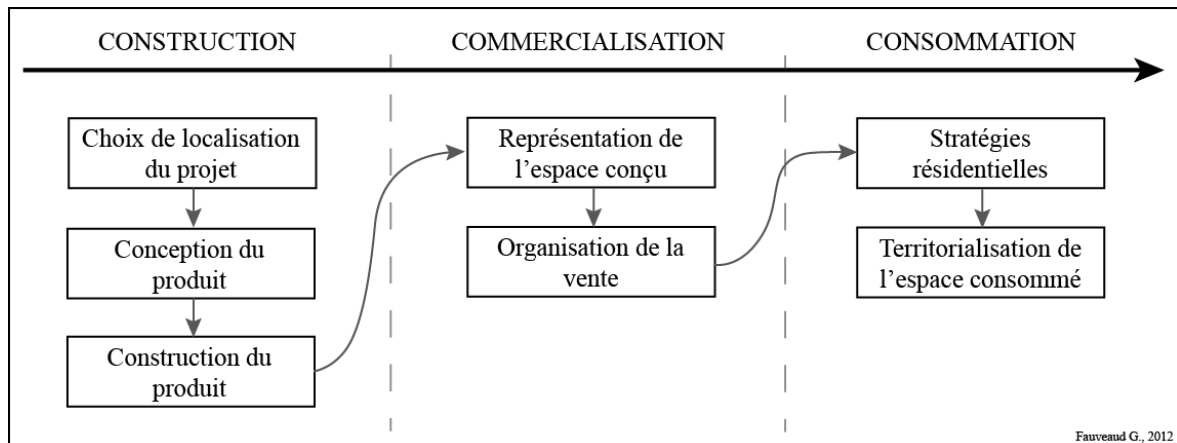 CONSTRUCTION
COMMERCIALISATION
CONSOMMATION
Choix de localisation
du projet
Conception du
produit
Construction du
produit
Représentation de
l’espace conçu
Organisation de la
vente
Stratégies
résidentielles
Territorialisation de
l’espace consommé
Fauveaud G., 2012